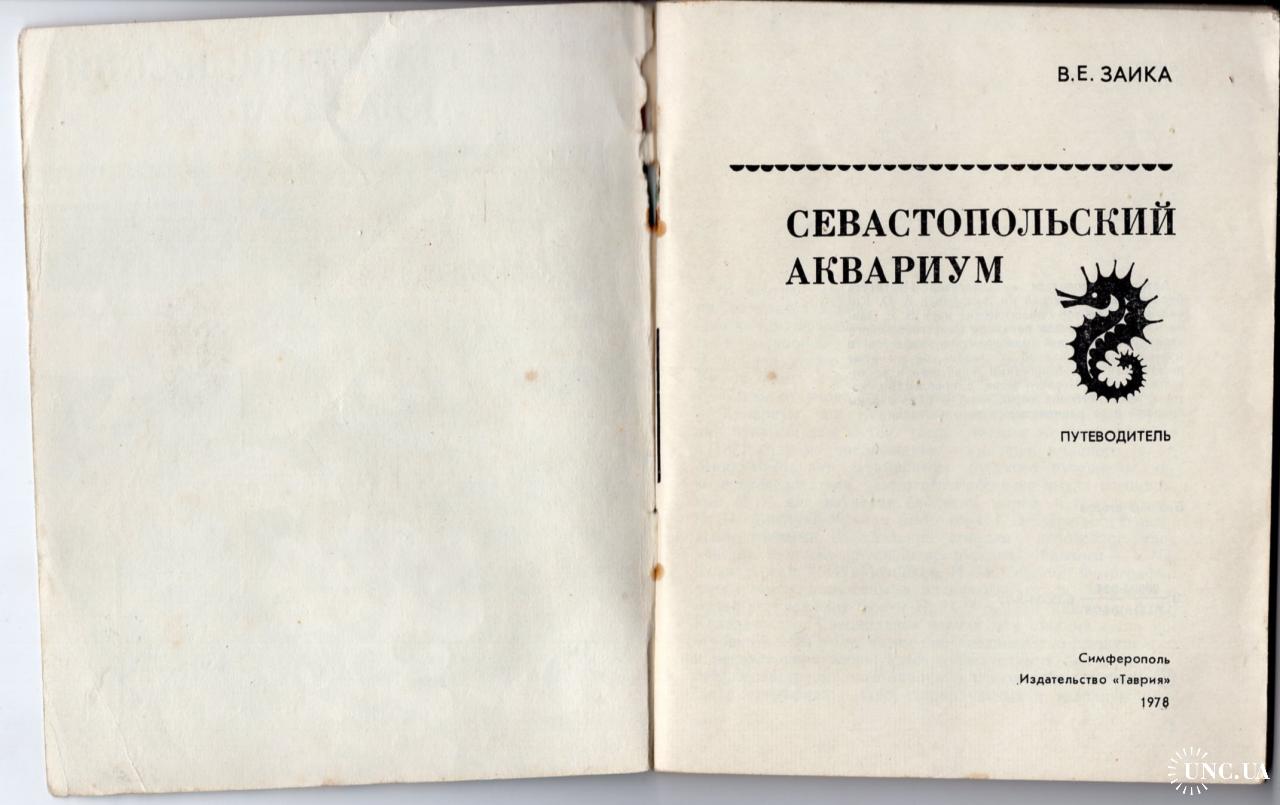 В.Е. ЗАИКА
СЕВАСТОПОЛЬСКИЙ
АКВАРИУМ
ПУТЕВОДИТЕЛЬ
Симферополь
Издательство «Таврия»
1978
UNC.UA